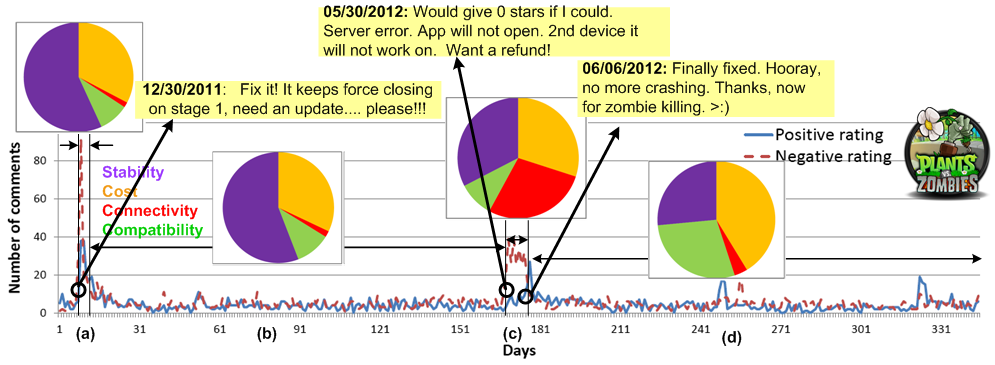 05/30/2012: Would give 0 stars if I could.
Server error. App will not open. 2nd device it
will not work on. Want a refund!
12/30/2011: Fix it! It keeps force closing
on stage 1, need an update.... please!!!
06/06/2012: Finally fixed. Hooray,
no more crashing. Thanks, now
for zombie killing. >:)
Positive rating
Negative rating
PLANTS
VS.
ZOMBIES
Stability
Cost
Connectivity
Compatibility
Number of comments
80
60
40
20
0
1 31 61 91 121 151 181 211 241 271 301 331
(a) (b) (c) (d)
Days